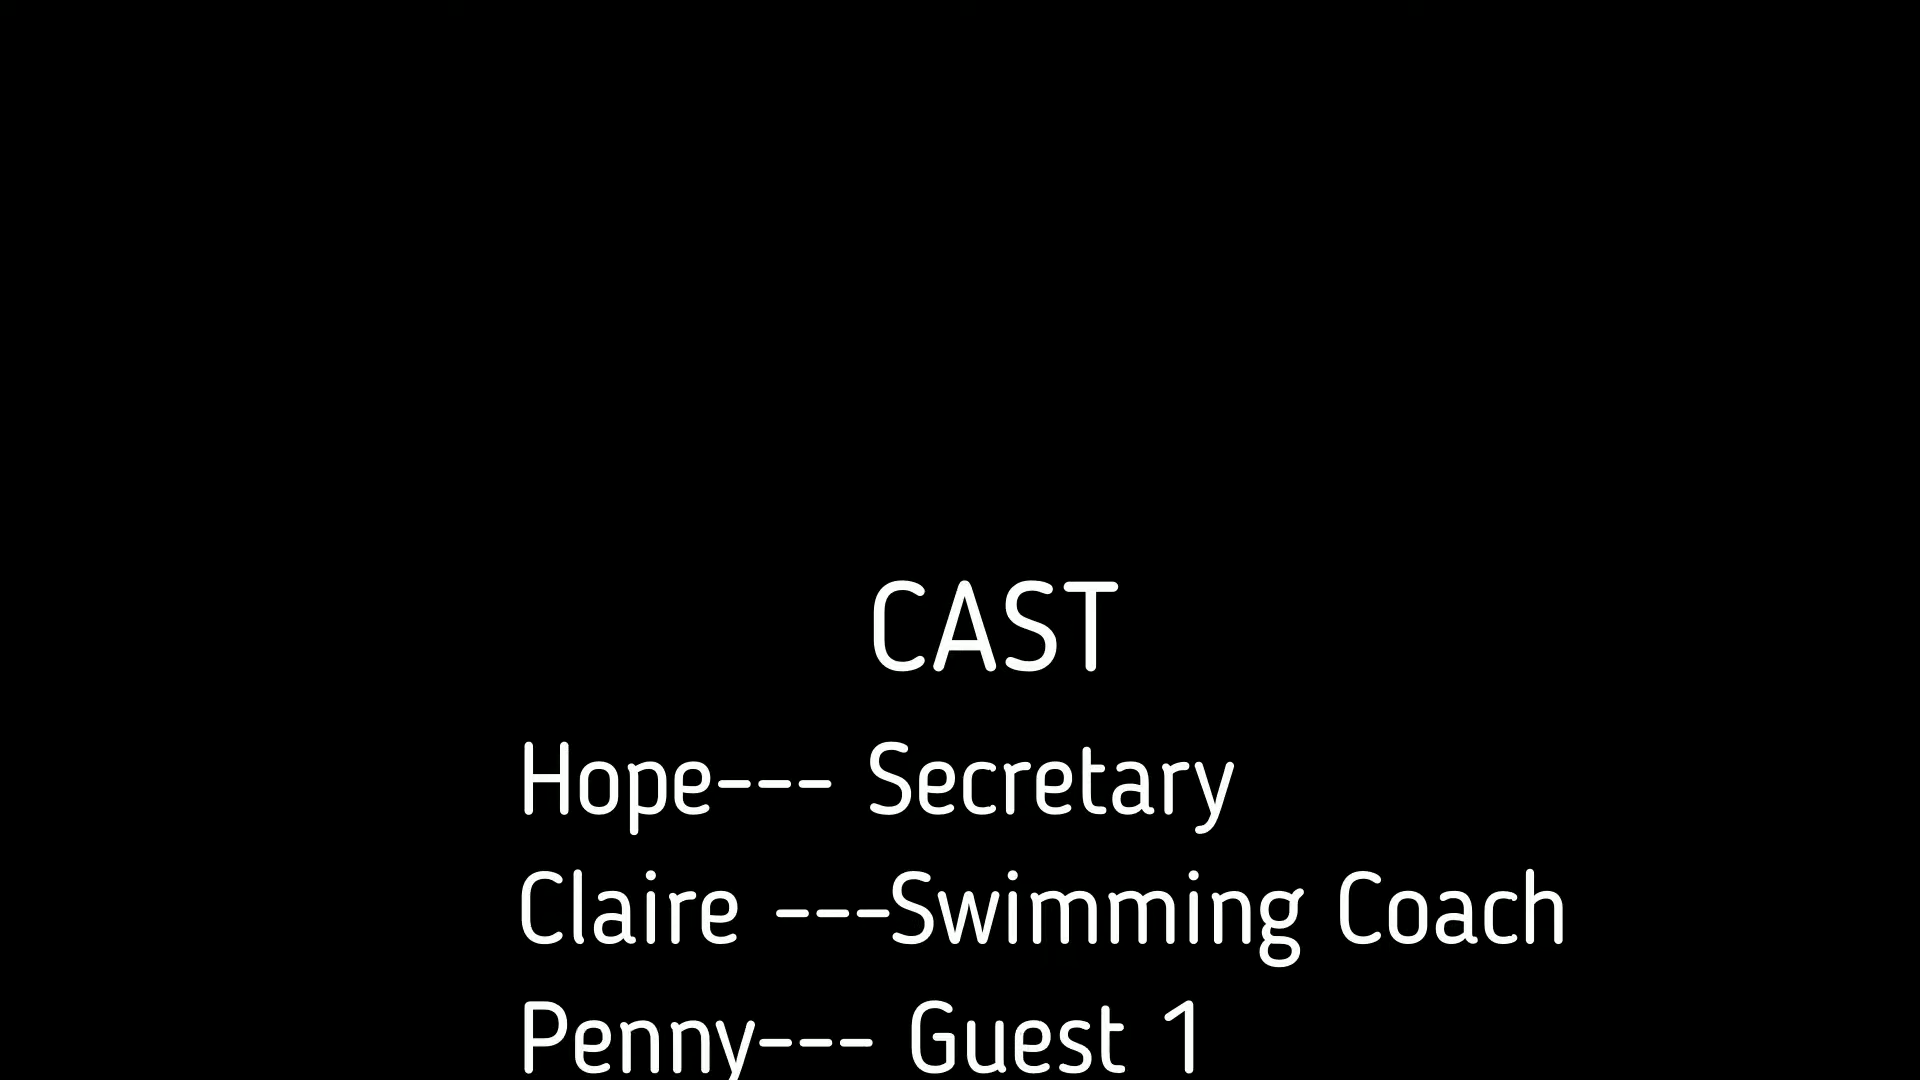 CAST
Hope--- Secretary
Claire ---Swimming Coach
Penny--- Guest 1